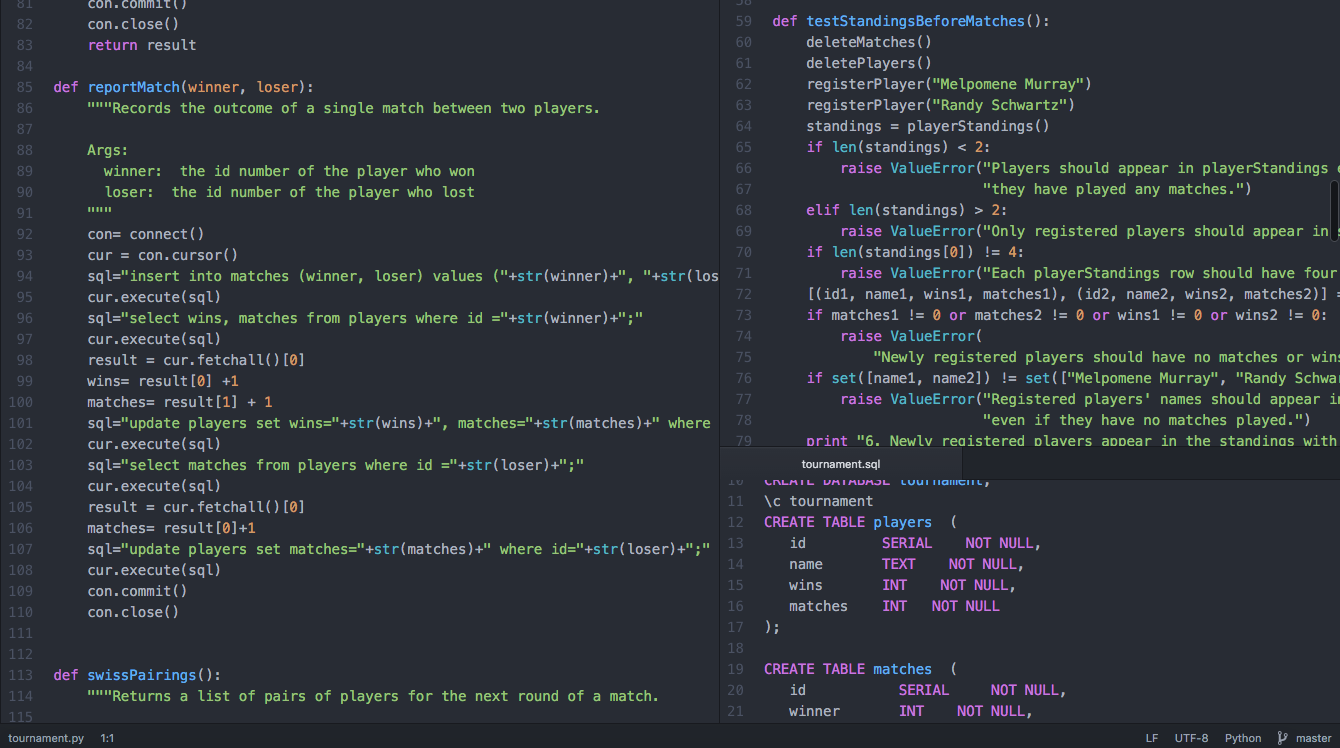 81 con.commit()
82 con.close()
83 return result
84
85 def reportMatch(winner, loser):
86 """Records the outcome of a single match between two players.
87
88 Args:
89 winner:  the id number of the player who won
90 loser:  the id number of the player who lost
91 """
92 con= connect()
93 cur = con.cursor()
94 sql="insert into matches (winner, loser) values ("+str(winner)+", "+str(los
95 cur.execute(sql)
96 sql="select wins, matches from players where id ="+str(winner)+";"
97 cur.execute(sql)
98 result = cur.fetchall()[0]
99 wins= result[0] +1
100 matches= result[1] + 1
101 sql="update players set wins="+str(wins)+", matches="+str(matches)+" where
102 cur.execute(sql)
103 sql="select matches from players where id ="+str(loser)+";"
104 cur.execute(sql)
105 result = cur.fetchall()[0]
106 matches= result[0]+1
107 sql="update players set matches="+str(matches)+" where id="+str(loser)+";"
108 cur.execute(sql)
109 con.commit()
110 con.close()
111
112
113 def swissPairings():
114 """Returns a list of pairs of players for the next round of a match.
115
58
59 def testStandingsBeforeMatches():
60 deleteMatches()
61 deletePlayers()
62 registerPlayer("Melpomene Murray")
63 registerPlayer("Randy Schwartz")
64 standings = playerStandings()
65 if len(standings) < 2:
66 raise ValueError("Players should appear in playerStandings e
67 "they have played any matches.")
68 elif len(standings) > 2:
69 raise ValueError("Only registered players should appear in s
70 if len(standings[0]) != 4:
71 raise ValueError("Each playerStandings row should have four
72 [(id1, name1, wins1, matches1), (id2, name2, wins2, matches2)] =
73 if matches1 != 0 or matches2 != 0 or wins1 != 0 or wins2 != 0:
74 raise ValueError(
75 "Newly registered players should have no matches or wins
76 if set([name1, name2]) != set(["Melpomene Murray", "Randy Schwa
77 raise ValueError("Registered players' names should appear in
78 "even if they have no matches played.")
79 print "6. Newly registered players appear in the standings with
tournament.sql
10 CREATE DATABASE tournament;
11 \c tournament
12 CREATE TABLE players  (
13 id SERIAL NOT NULL,
14 name TEXT NOT NULL,
15 wins INT NOT NULL,
16 matches INT NOT NULL
17 );
18
19 CREATE TABLE matches  (
20 id SERIAL NOT NULL,
21 winner INT NOT NULL,
tournament.py 1:1 LF UTF-8 Python master